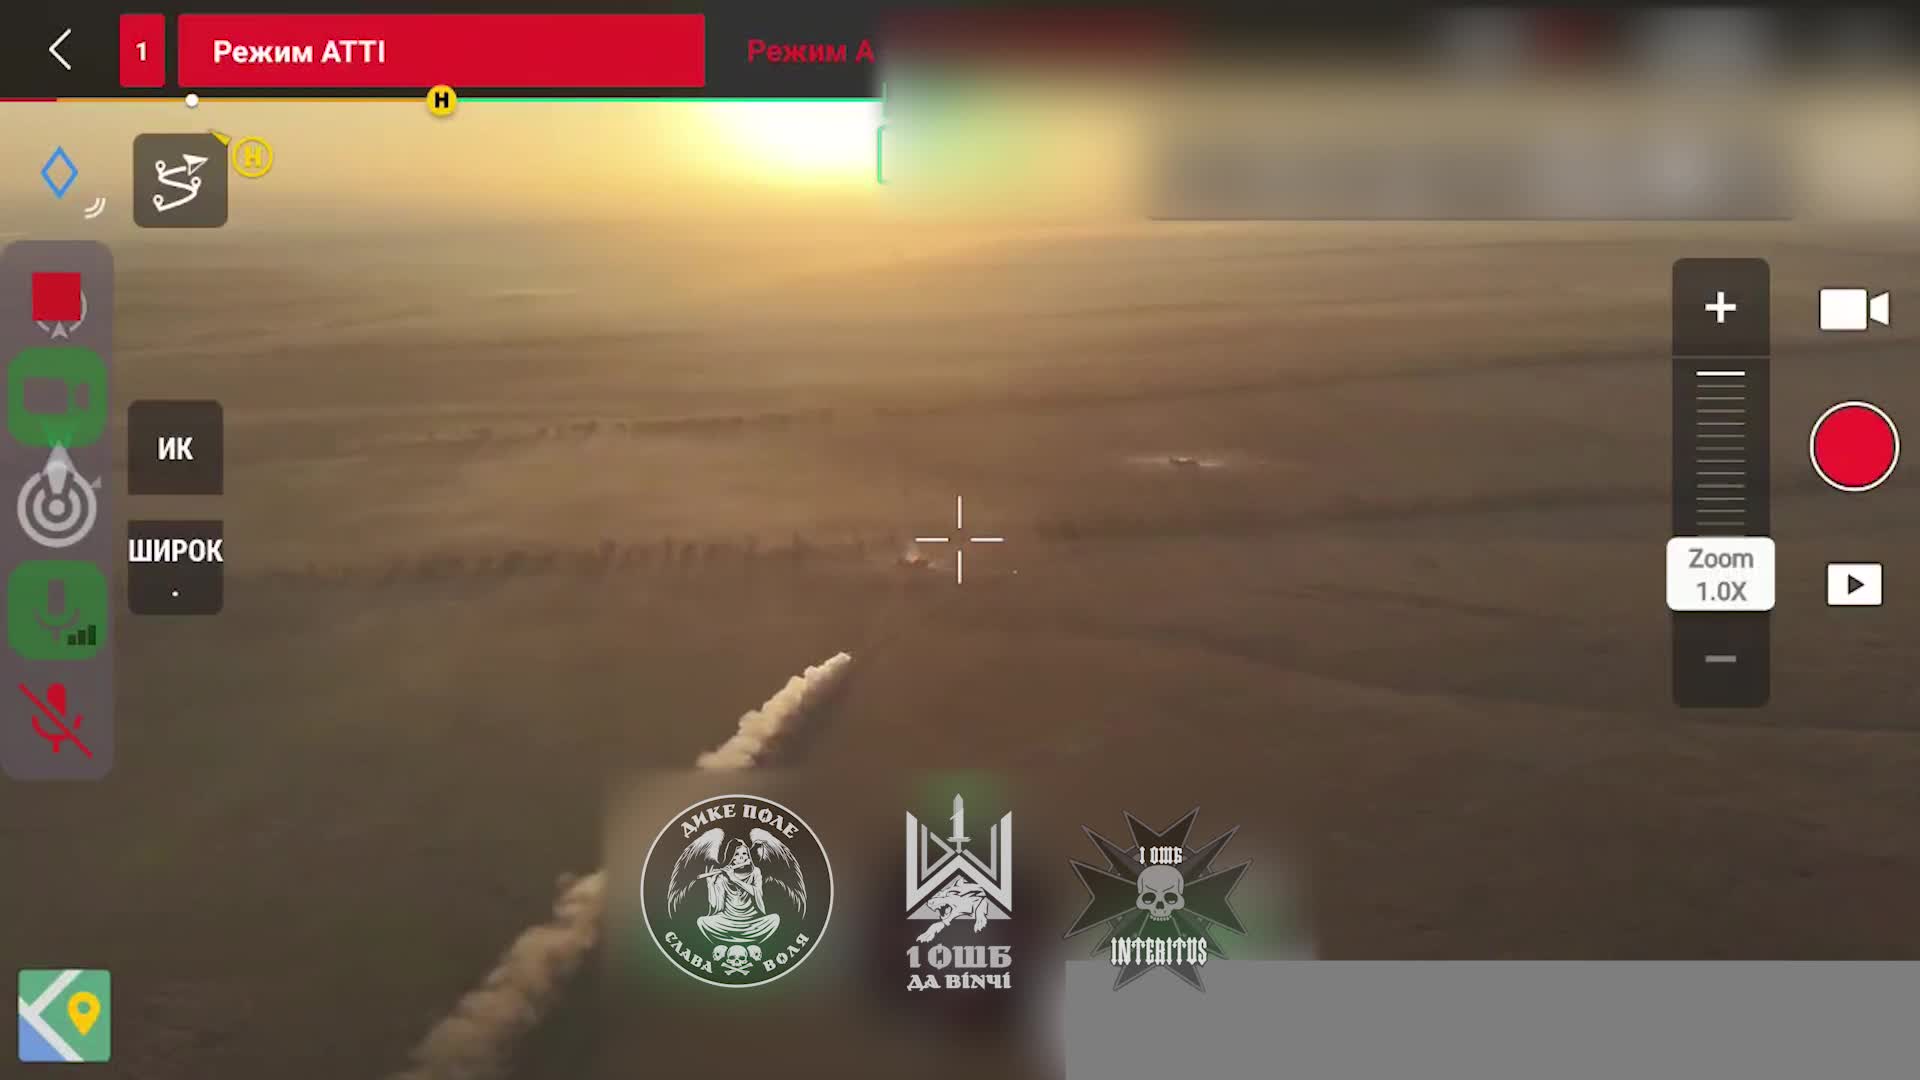 1
Режим ATTI
Режим A
H
H
ИК
ШИРОК
.
Zoom
1.0X
ДИКЕ ПОЛЕ
СЛАВА ВОЛЯ
1 ОШБ
ДА ВІНЧІ
1 ОШБ
INTERITUS